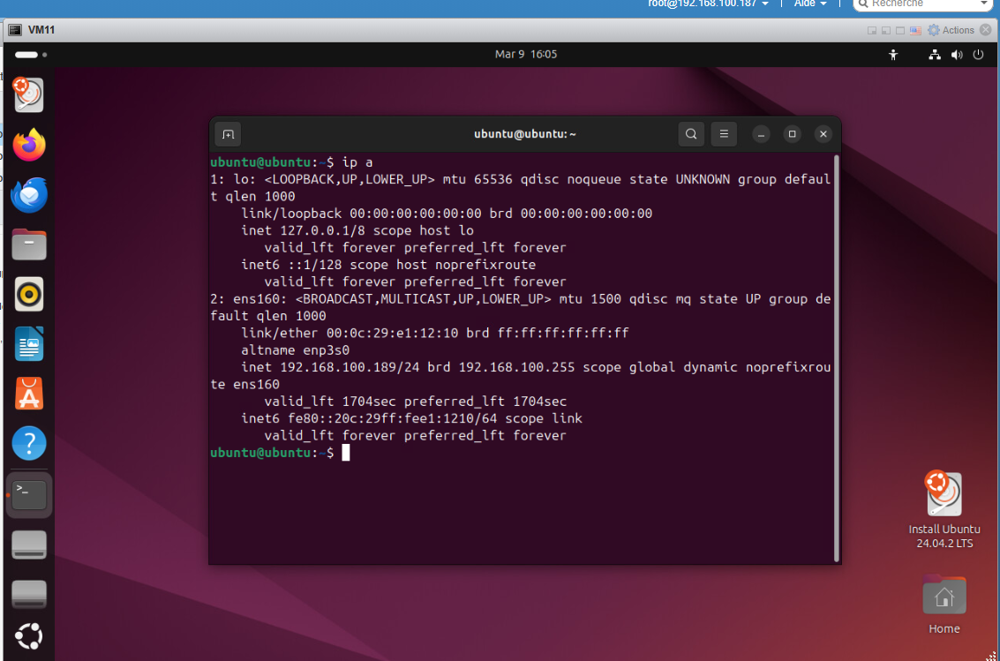 root@192.168.100.187
Aide
Recherche
VM11
Actions
Mar 9 16:05
ubuntu@ubuntu: ~
ubuntu@ubuntu:~$ ip a
1: lo: <LOOPBACK,UP,LOWER_UP> mtu 65536 qdisc noqueue state UNKNOWN group defaul
t qlen 1000
    link/loopback 00:00:00:00:00:00 brd 00:00:00:00:00:00
    inet 127.0.0.1/8 scope host lo
       valid_lft forever preferred_lft forever
    inet6 ::1/128 scope host noprefixroute
       valid_lft forever preferred_lft forever
2: ens160: <BROADCAST,MULTICAST,UP,LOWER_UP> mtu 1500 qdisc mq state UP group de
fault qlen 1000
    link/ether 00:0c:29:e1:12:10 brd ff:ff:ff:ff:ff:ff
    altname enp3s0
    inet 192.168.100.189/24 brd 192.168.100.255 scope global dynamic noprefixrou
te ens160
       valid_lft 1704sec preferred_lft 1704sec
    inet6 fe80::20c:29ff:fee1:1210/64 scope link
       valid_lft forever preferred_lft forever
ubuntu@ubuntu:~$
Install Ubuntu
24.04.2 LTS
Home